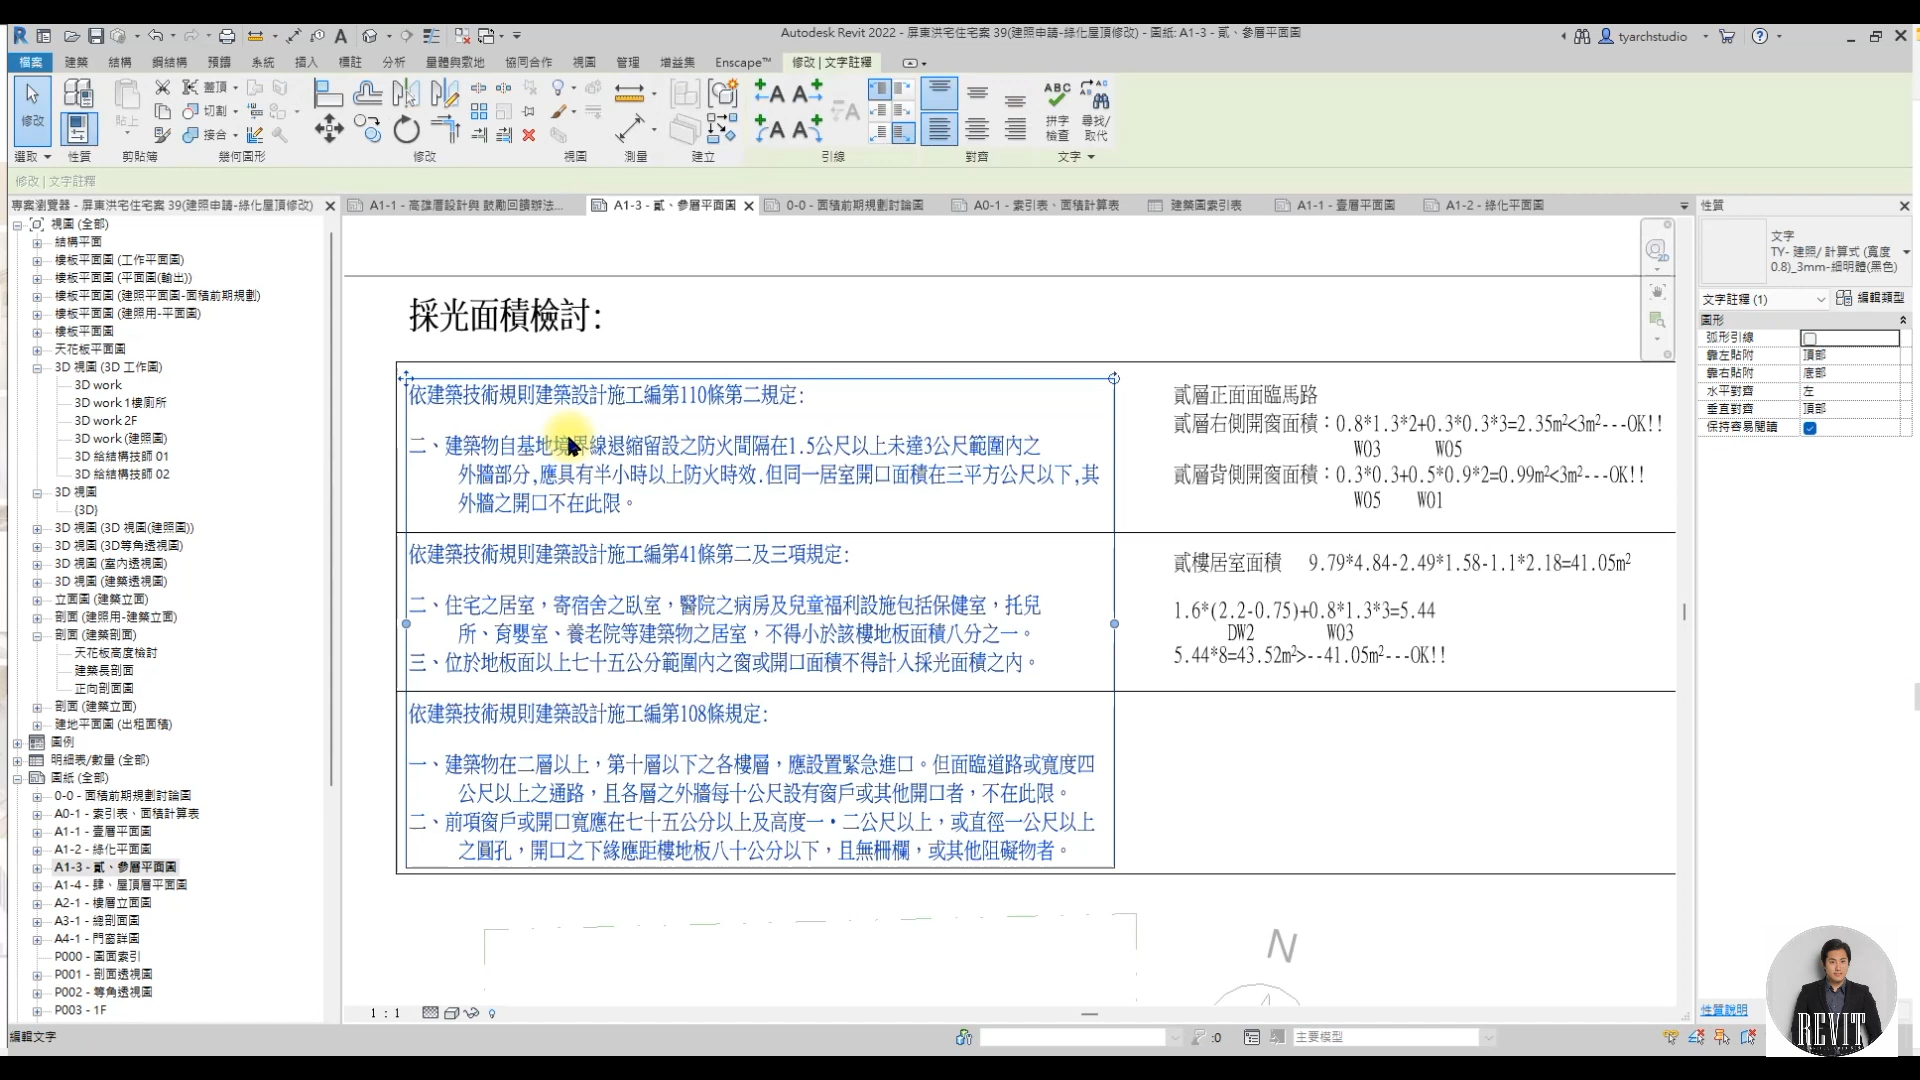 Autodesk Revit 2022 - 屏東洪宅住宅案 39(建照申請-綠化屋頂修改) - 圖紙: A1-3 - 貳、參層平面圖
tyarchstudio
檔案 建築 結構 鋼結構 預鑄 系統 插入 標註 分析 量體與敷地 協同合作 視圖 管理 增益集 Enscape™ 修改 | 文字註釋
修改 貼上 蓋頂 切割 接合 ABC 拼字檢查 尋找/取代
選取 性質 剪貼簿 幾何圖形 修改 視圖 測量 建立 引線 對齊 文字
修改 | 文字註釋
專案瀏覽器 - 屏東洪宅住宅案 39(建照申請-綠化屋頂修改)
A1-1 - 高雄厝設計與 鼓勵回饋辦法...
A1-3 - 貳、參層平面圖
0-0 - 面積前期規劃討論圖
A0-1 - 索引表、面積計算表
建築圖索引表
A1-1 - 壹層平面圖
A1-2 - 綠化平面圖
視圖 (全部)
結構平面
樓板平面圖 (工作平面圖)
樓板平面圖 (平面圖(輸出))
樓板平面圖 (建照平面圖-面積前期規劃)
樓板平面圖 (建照用-平面圖)
樓板平面圖
天花板平面圖
3D 視圖 (3D 工作圖)
3D work
3D work 1樓廁所
3D work 2F
3D work (建照圖)
3D 給結構技師 01
3D 給結構技師 02
3D 視圖
{3D}
3D 視圖 (3D 視圖(建照圖))
3D 視圖 (3D等角透視圖)
3D 視圖 (室內透視圖)
3D 視圖 (建築透視圖)
立面圖 (建築立面)
剖面 (建照用-建築立面)
剖面 (建築剖面)
天花板高度檢討
建築長剖面
正向剖面圖
剖面 (建築立面)
建地平面圖 (出租面積)
圖例
明細表/數量 (全部)
圖紙 (全部)
0-0 - 面積前期規劃討論圖
A0-1 - 索引表、面積計算表
A1-1 - 壹層平面圖
A1-2 - 綠化平面圖
A1-3 - 貳、參層平面圖
A1-4 - 肆、屋頂層平面圖
A2-1 - 樓層立面圖
A3-1 - 總剖面圖
A4-1 - 門窗詳圖
P000 - 圖面索引
P001 - 剖面透視圖
P002 - 等角透視圖
P003 - 1F
採光面積檢討:
依建築技術規則建築設計施工編第110條第二規定:
二、建築物自基地境界線退縮留設之防火間隔在1.5公尺以上未達3公尺範圍內之
外牆部分,應具有半小時以上防火時效.但同一居室開口面積在三平方公尺以下,其
外牆之開口不在此限。
依建築技術規則建築設計施工編第41條第二及三項規定:
二、住宅之居室，寄宿舍之臥室，醫院之病房及兒童福利設施包括保健室，托兒
所、育嬰室、養老院等建築物之居室，不得小於該樓地板面積八分之一。
三、位於地板面以上七十五公分範圍內之窗或開口面積不得計入採光面積之內。
依建築技術規則建築設計施工編第108條規定:
一、建築物在二層以上，第十層以下之各樓層，應設置緊急進口。但面臨道路或寬度四
公尺以上之通路，且各層之外牆每十公尺設有窗戶或其他開口者，不在此限。
二、前項窗戶或開口寬應在七十五公分以上及高度一•二公尺以上，或直徑一公尺以上
之圓孔，開口之下緣應距樓地板八十公分以下，且無柵欄，或其他阻礙物者。
貳層正面面臨馬路
貳層右側開窗面積：0.8*1.3*2+0.3*0.3*3=2.35m²<3m²---OK!!
W03 W05
貳層背側開窗面積：0.3*0.3+0.5*0.9*2=0.99m²<3m²---OK!!
W05 W01
貳樓居室面積 9.79*4.84-2.49*1.58-1.1*2.18=41.05m²
1.6*(2.2-0.75)+0.8*1.3*3=5.44
DW2 W03
5.44*8=43.52m²>--41.05m²---OK!!
N
2D
性質
文字
TY- 建照/ 計算式 (寬度
0.8)_3mm-細明體(黑色)
文字註釋 (1) 編輯類型
圖形
弧形引線
靠左貼附 頂部
靠右貼附 底部
水平對齊 左
垂直對齊 頂部
保持容易閱讀
性質說明
1 : 1
編輯文字
:0
主要模型
REVIT